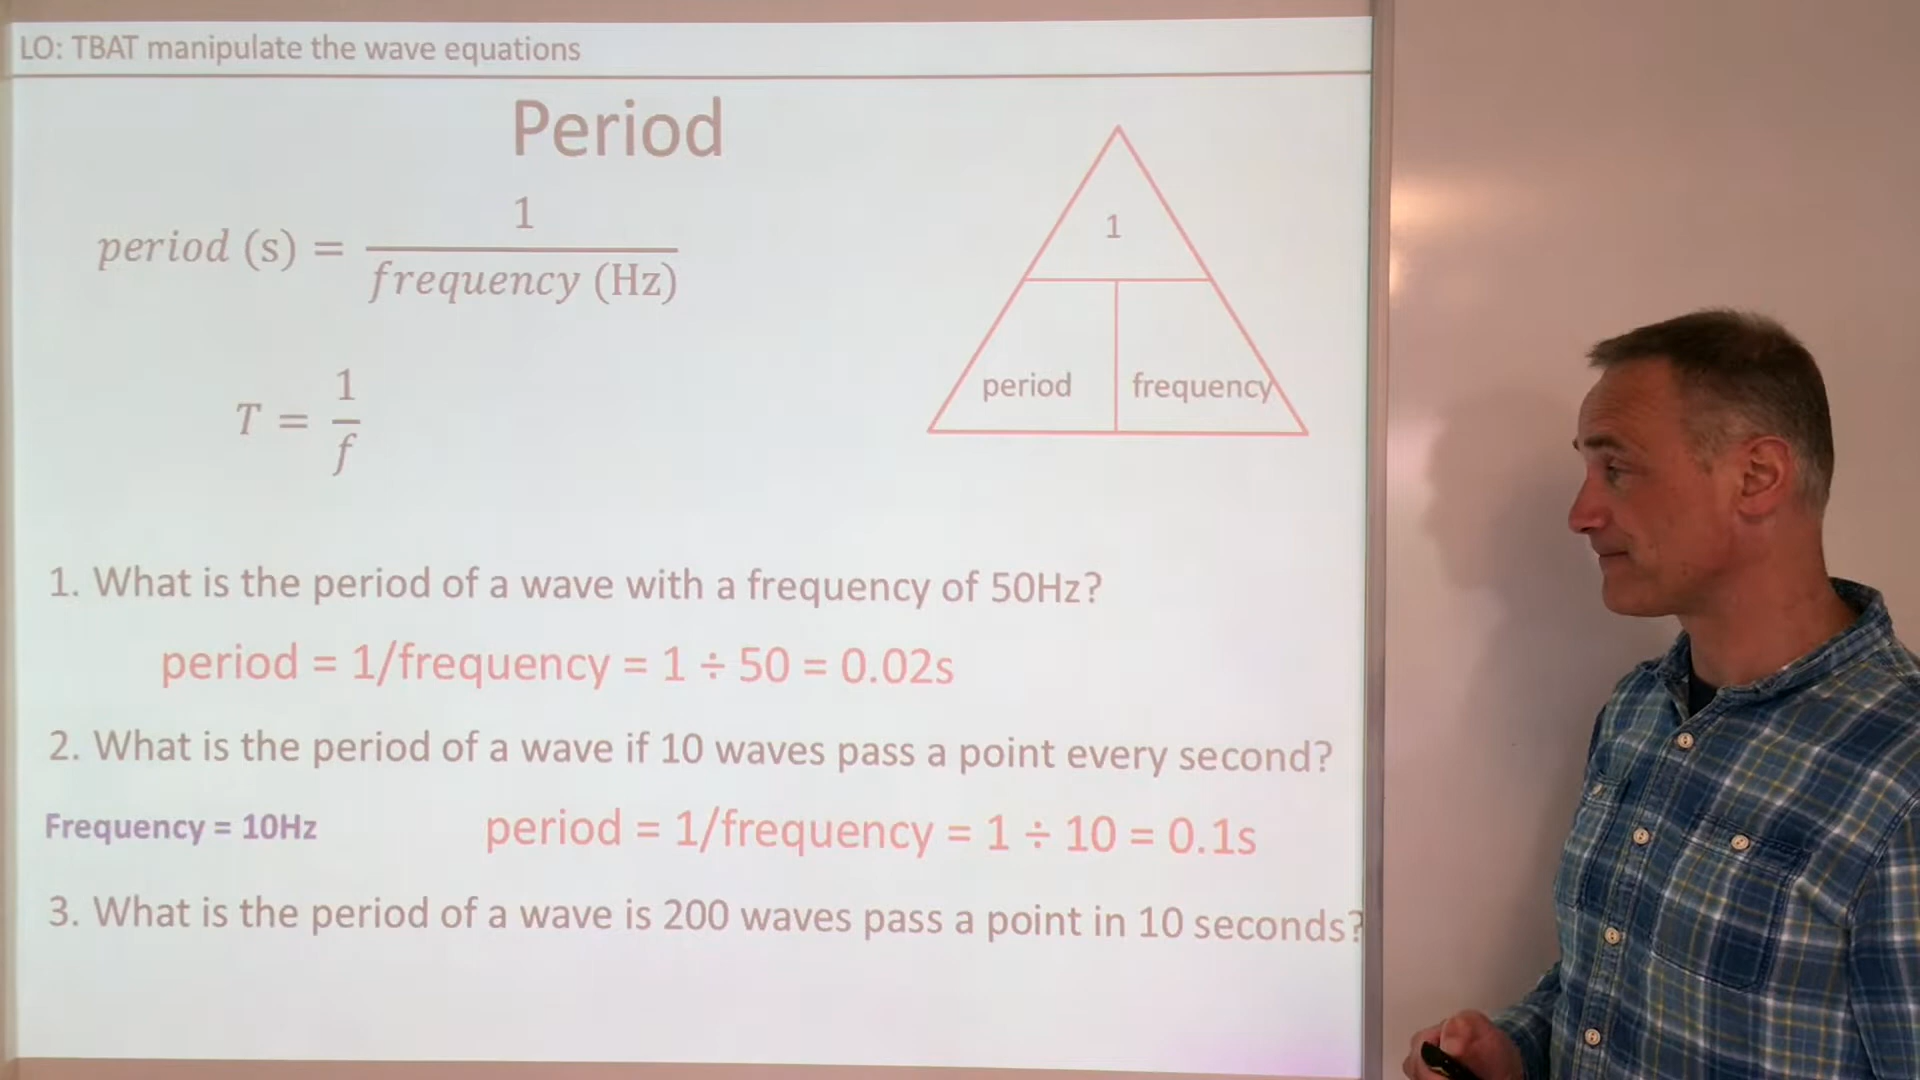 LO: TBAT manipulate the wave equations
Period
period (s) = 1 / frequency (Hz)
1
period frequency
T = 1 / f
1. What is the period of a wave with a frequency of 50Hz?
period = 1/frequency = 1 ÷ 50 = 0.02s
2. What is the period of a wave if 10 waves pass a point every second?
Frequency = 10Hz period = 1/frequency = 1 ÷ 10 = 0.1s
3. What is the period of a wave is 200 waves pass a point in 10 seconds?